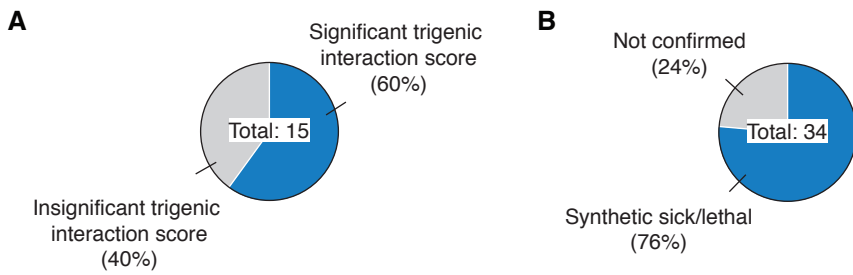 A
Significant trigenic
interaction score
(60%)
Total: 15
Insignificant trigenic
interaction score
(40%)
B
Not confirmed
(24%)
Total: 34
Synthetic sick/lethal
(76%)